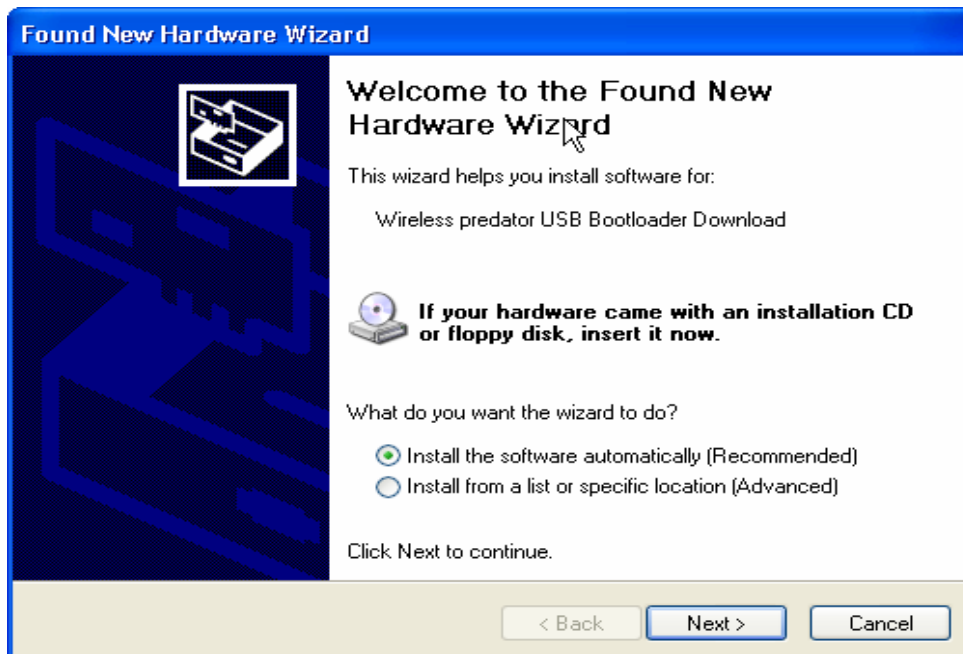 Found New Hardware Wizard
Welcome to the Found New
Hardware Wizard
This wizard helps you install software for:
Wireless predator USB Bootloader Download
If your hardware came with an installation CD
or floppy disk, insert it now.
What do you want the wizard to do?
Install the software automatically (Recommended)
Install from a list or specific location (Advanced)
Click Next to continue.
< Back
Next >
Cancel